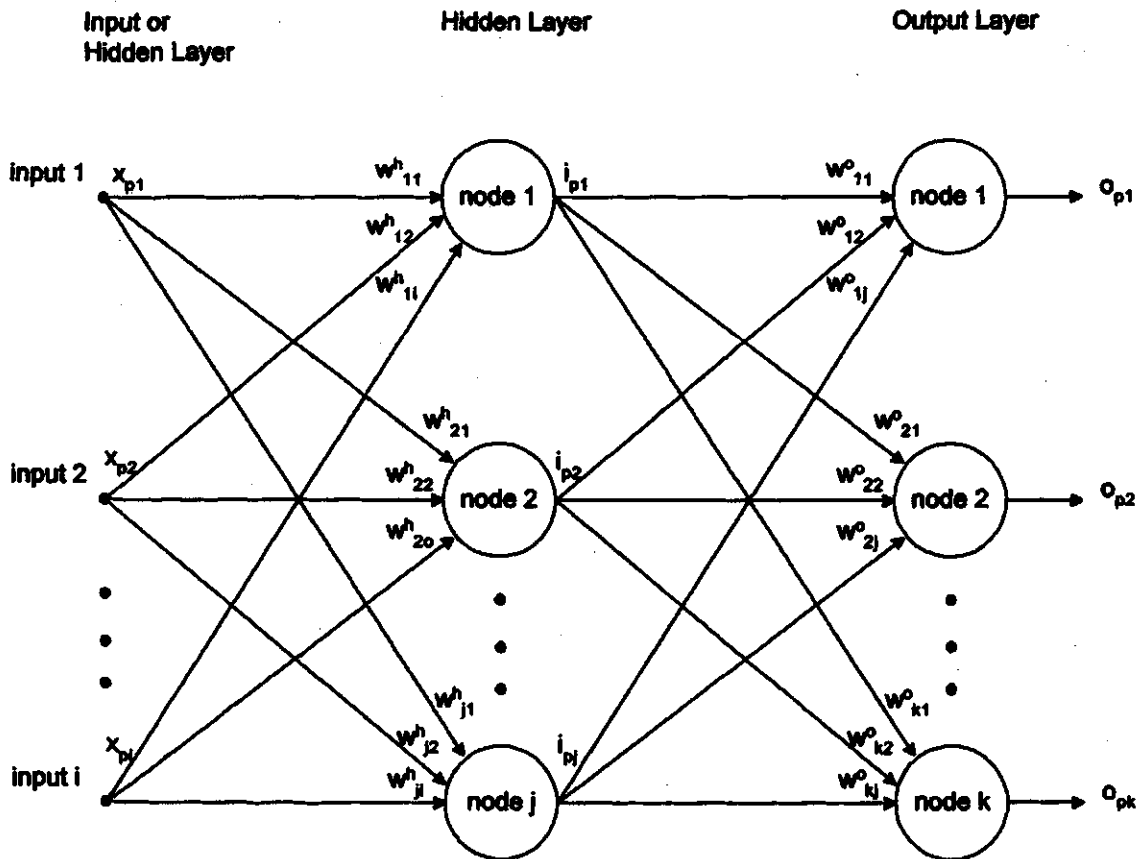 Input or
Hidden Layer
Hidden Layer
Output Layer
input 1
x_p1
w^h_11
node 1
i_p1
w^o_11
node 1
o_p1
w^h_12
w^o_12
w^h_1i
w^o_1j
w^h_21
w^o_21
input 2
x_p2
w^h_22
node 2
i_p2
w^o_22
node 2
o_p2
w^h_2o
w^o_2j
w^h_j1
w^o_k1
x_pi
w^h_j2
i_pj
w^o_k2
input i
w^h_ji
node j
w^o_kj
node k
o_pk